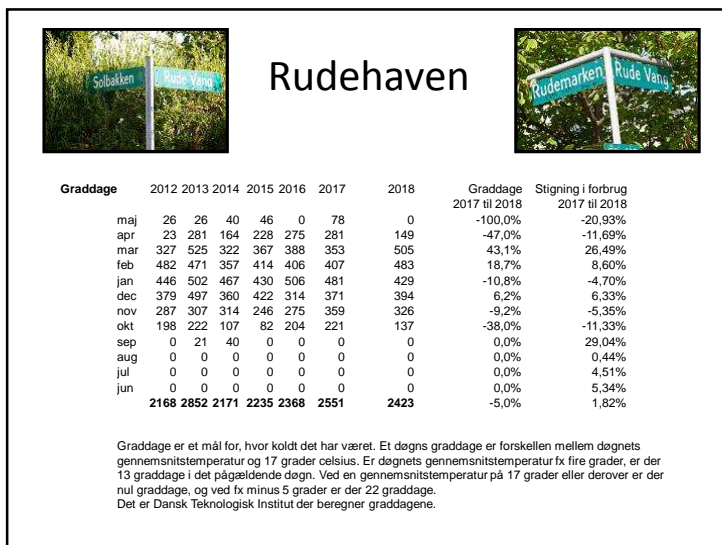 Solbakken Rude Vang
Rudehaven
Rudemarken Rude Vang
Graddage 2012 2013 2014 2015 2016 2017 2018 Graddage Stigning i forbrug
2017 til 2018 2017 til 2018
maj 26 26 40 46 0 78 0 -100,0% -20,93%
apr 23 281 164 228 275 281 149 -47,0% -11,69%
mar 327 525 322 367 388 353 505 43,1% 26,49%
feb 482 471 357 414 406 407 483 18,7% 8,60%
jan 446 502 467 430 506 481 429 -10,8% -4,70%
dec 379 497 360 422 314 371 394 6,2% 6,33%
nov 287 307 314 246 275 359 326 -9,2% -5,35%
okt 198 222 107 82 204 221 137 -38,0% -11,33%
sep 0 21 40 0 0 0 0 0,0% 29,04%
aug 0 0 0 0 0 0 0 0,0% 0,44%
jul 0 0 0 0 0 0 0 0,0% 4,51%
jun 0 0 0 0 0 0 0 0,0% 5,34%
2168 2852 2171 2235 2368 2551 2423 -5,0% 1,82%
Graddage er et mål for, hvor koldt det har været. Et døgns graddage er forskellen mellem døgnets
gennemsnitstemperatur og 17 grader celsius. Er døgnets gennemsnitstemperatur fx fire grader, er der
13 graddage i det pågældende døgn. Ved en gennemsnitstemperatur på 17 grader eller derover er der
nul graddage, og ved fx minus 5 grader er der 22 graddage.
Det er Dansk Teknologisk Institut der beregner graddagene.